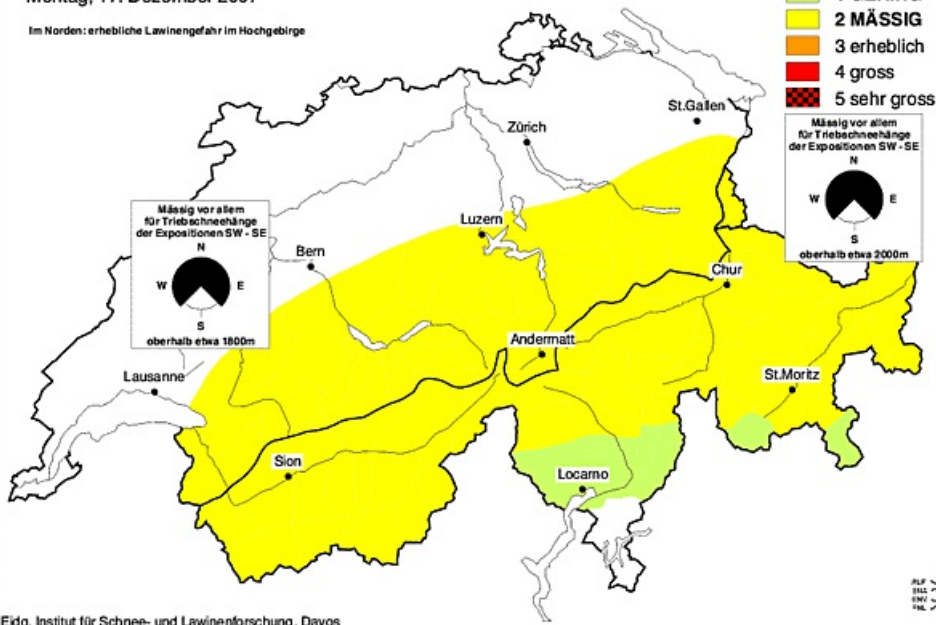 Im Norden: erhebliche Lawinengefahr im Hochgebirge
2 MÄSSIG
3 erheblich
4 gross
5 sehr gross
St.Gallen
Zürich
Mässig vor allem
für Triebschneehänge
der Expositionen SW - SE
N
W E
S
oberhalb etwa 2000m
Mässig vor allem
für Triebschneehänge
der Expositionen SW - SE
N
W E
S
oberhalb etwa 1800m
Luzern
Bern
Chur
Andermatt
Lausanne
St.Moritz
Sion
Locarno
Eidg. Institut für Schnee- und Lawinenforschung, Davos